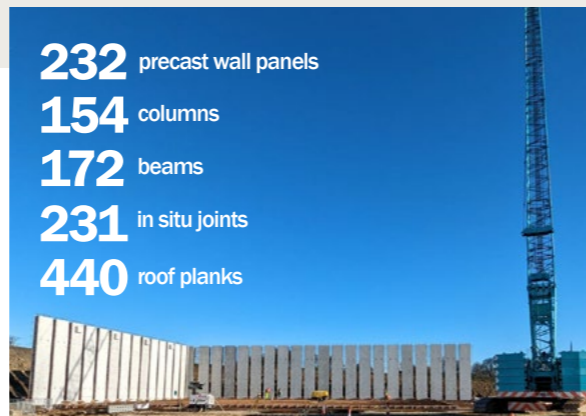 232 precast wall panels
154 columns
172 beams
231 in situ joints
440 roof planks